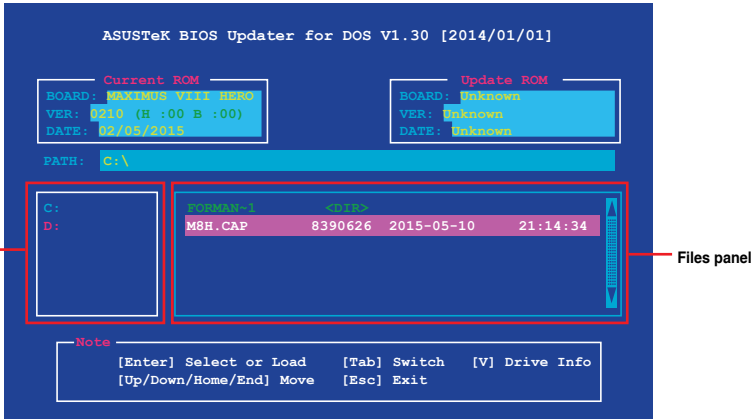 ASUSTeK BIOS Updater for DOS V1.30 [2014/01/01]
Current ROM
BOARD: MAXIMUS VIII HERO
VER: 0210 (H :00 B :00)
DATE: 02/05/2015
Update ROM
BOARD: Unknown
VER: Unknown
DATE: Unknown
PATH: C:\
C:
D:
FORMAN~1 <DIR>
M8H.CAP 8390626 2015-05-10 21:14:34
Files panel
Note
[Enter] Select or Load [Tab] Switch [V] Drive Info
[Up/Down/Home/End] Move [Esc] Exit